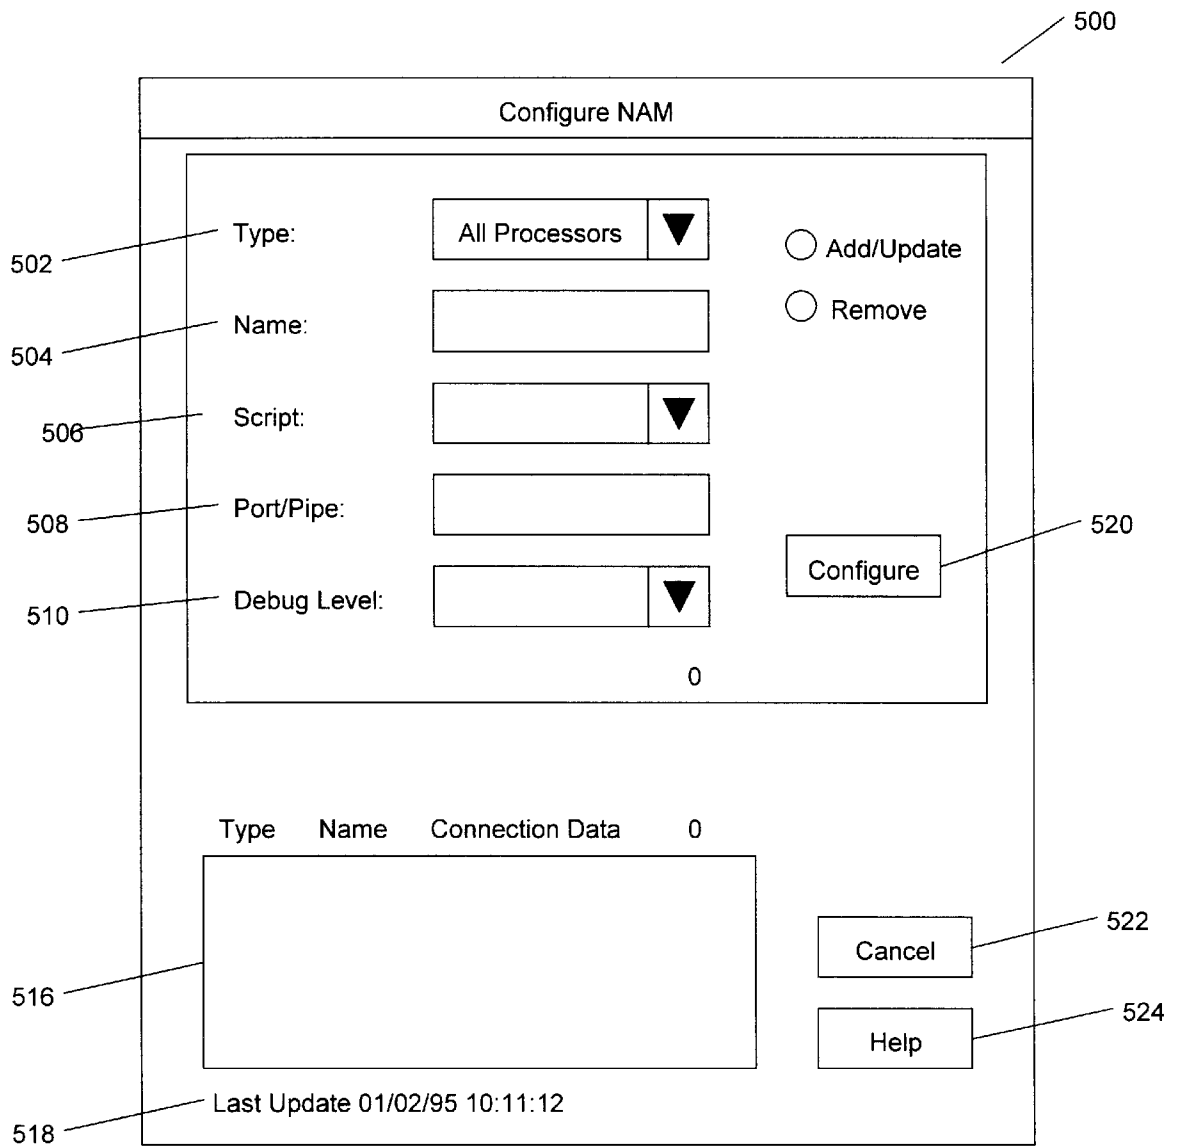 500
Configure NAM
502
Type:
All Processors
Add/Update
504
Name:
Remove
506
Script:
508
Port/Pipe:
520
Configure
510
Debug Level:
0
Type Name Connection Data 0
516
522
Cancel
524
Help
518
Last Update 01/02/95 10:11:12